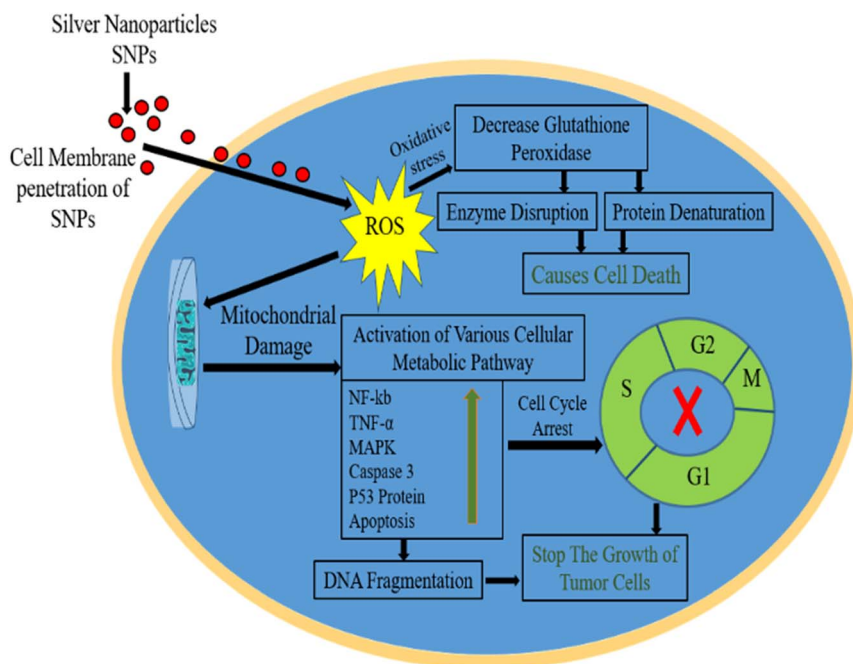 Silver Nanoparticles
SNPs
Cell Membrane
penetration of
SNPs
ROS
Oxidative
stress
Decrease Glutathione
Peroxidase
Enzyme Disruption
Protein Denaturation
Causes Cell Death
Mitochondrial
Damage
Activation of Various Cellular
Metabolic Pathway
NF-kb
TNF-α
MAPK
Caspase 3
P53 Protein
Apoptosis
Cell Cycle
Arrest
G2
S
M
X
G1
DNA Fragmentation
Stop The Growth of
Tumor Cells